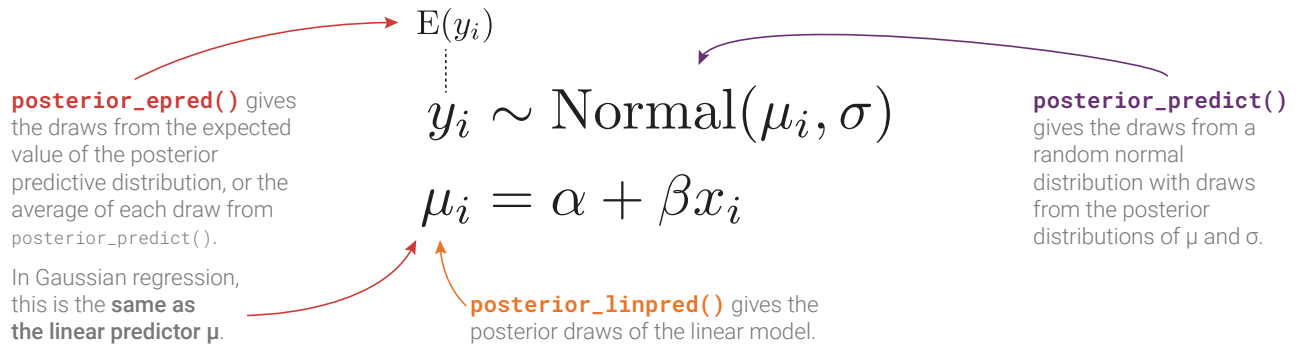 E(yᵢ)
posterior_epred() gives
the draws from the expected
value of the posterior
predictive distribution, or the
average of each draw from
posterior_predict().
In Gaussian regression,
this is the same as
the linear predictor μ.
yᵢ ∼ Normal(μᵢ, σ)
μᵢ = α + βxᵢ
posterior_linpred() gives the
posterior draws of the linear model.
posterior_predict()
gives the draws from a
random normal
distribution with draws
from the posterior
distributions of μ and σ.